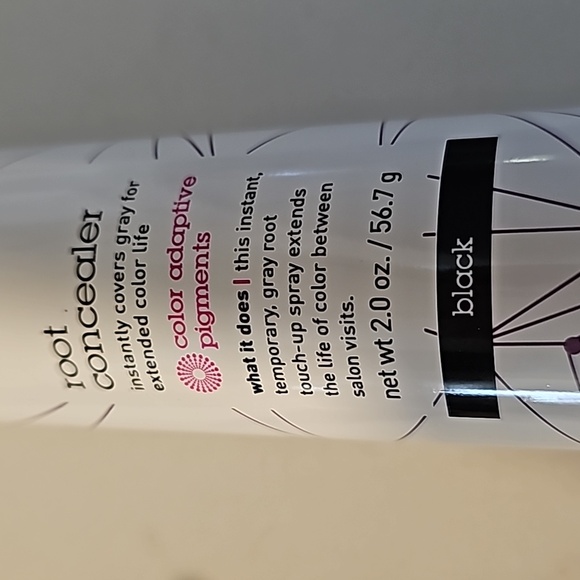 root
concealer
instantly covers gray for
extended color life
color adaptive
pigments
what it does | this instant,
temporary, gray root
touch-up spray extends
the life of color between
salon visits.
net wt 2.0 oz. / 56.7 g
black